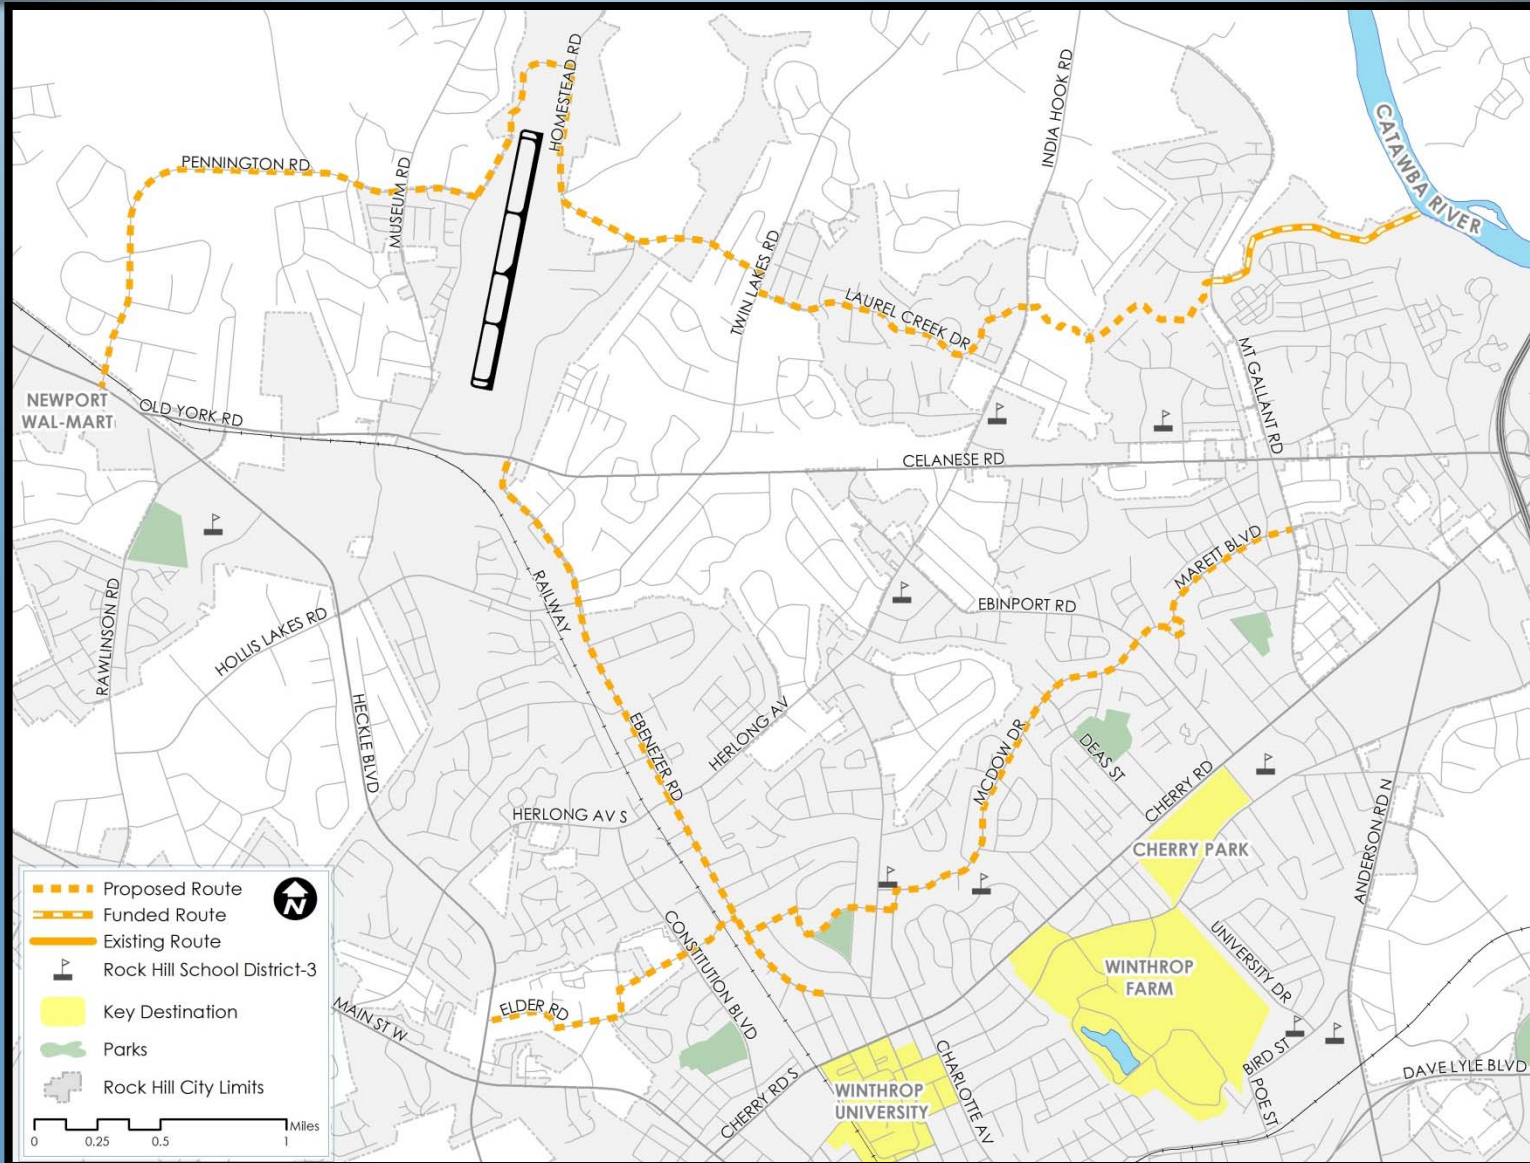 HOMESTEAD RD
INDIA HOOK RD
CATAWBA RIVER
PENNINGTON RD
MUSEUM RD
TWIN LAKES RD
LAUREL CREEK DR
MT GALLANT RD
NEWPORT
WAL-MART
OLD YORK RD
CELANESE RD
MARETT BLVD
RAILWAY
EBINPORT RD
RAWLINSON RD
HOLLIS LAKES RD
HECKLE BLVD
EBENEZER RD
HERLONG AV
MCDOW DR
DEAS ST
CHERRY RD
HERLONG AV S
ANDERSON RD N
CHERRY PARK
CONSTITUTION BLVD
UNIVERSITY DR
WINTHROP
FARM
ELDER RD
MAIN ST W
BIRD ST
POE ST
DAVE LYLE BLVD
CHERRY RD S
CHARLOTTE AV
WINTHROP
UNIVERSITY
Proposed Route
N
Funded Route
Existing Route
Rock Hill School District-3
Key Destination
Parks
Rock Hill City Limits
Miles
0 0.25 0.5 1